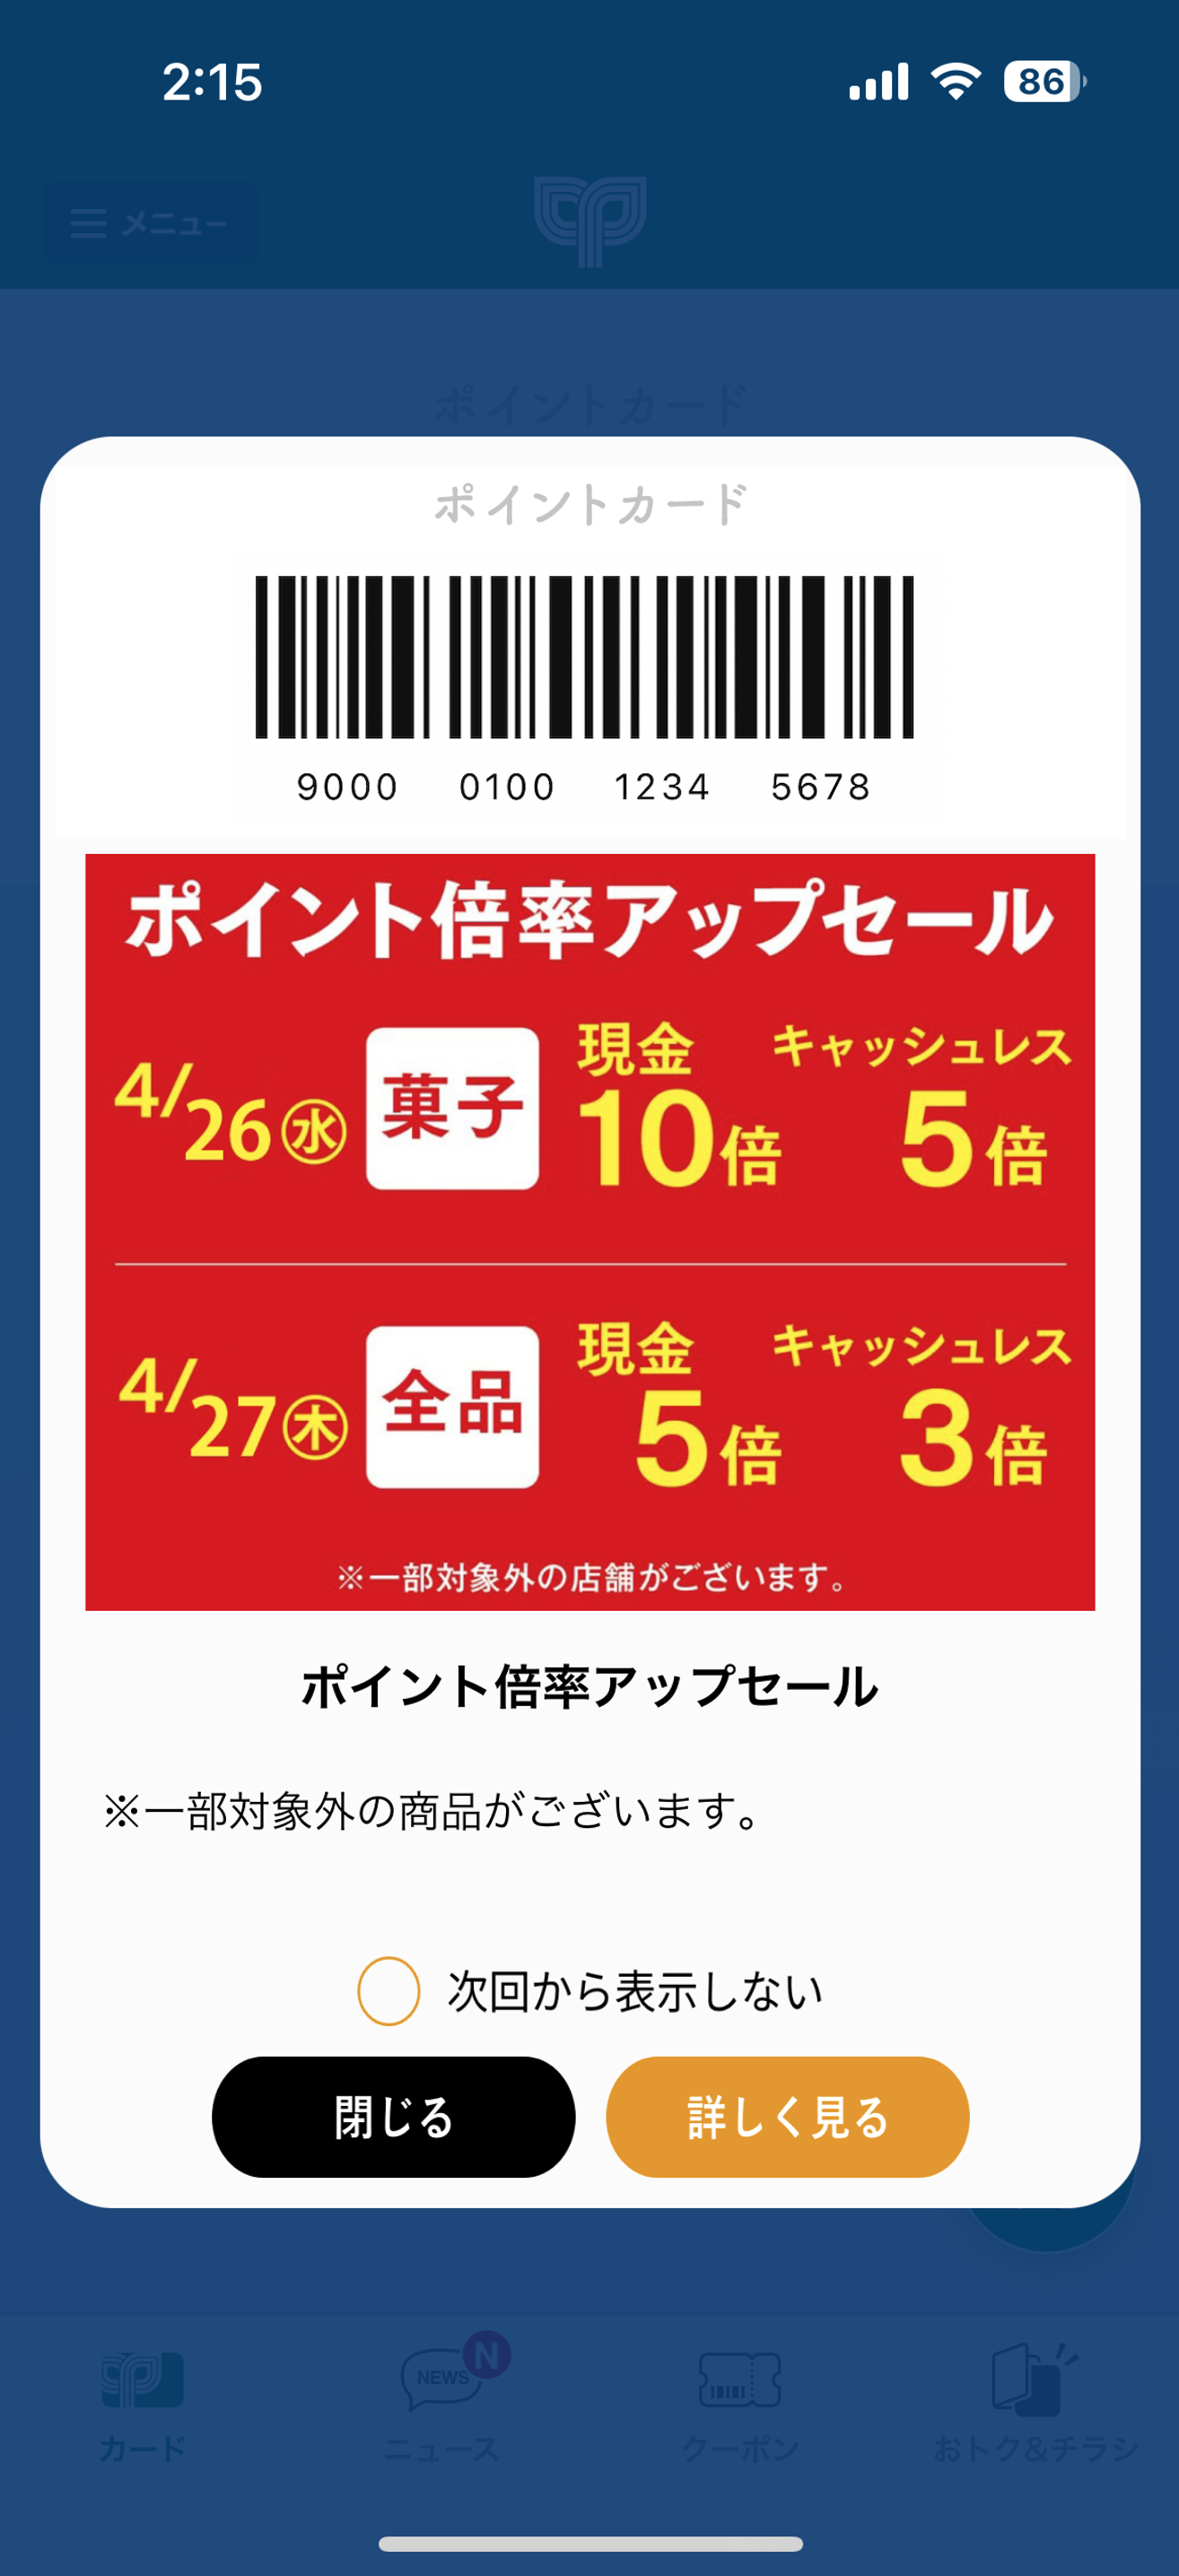 2:15
86
メニュー
ポイントカード
ポイントカード
9000 0100 1234 5678
ポイント倍率アップセール
4/26㊌ 菓子 現金10倍 キャッシュレス5倍
4/27㊍ 全品 現金5倍 キャッシュレス3倍
※一部対象外の店舗がございます。
ポイント倍率アップセール
※一部対象外の商品がございます。
次回から表示しない
閉じる 詳しく見る
NEWS N
カード ニュース クーポン おトク&チラシ